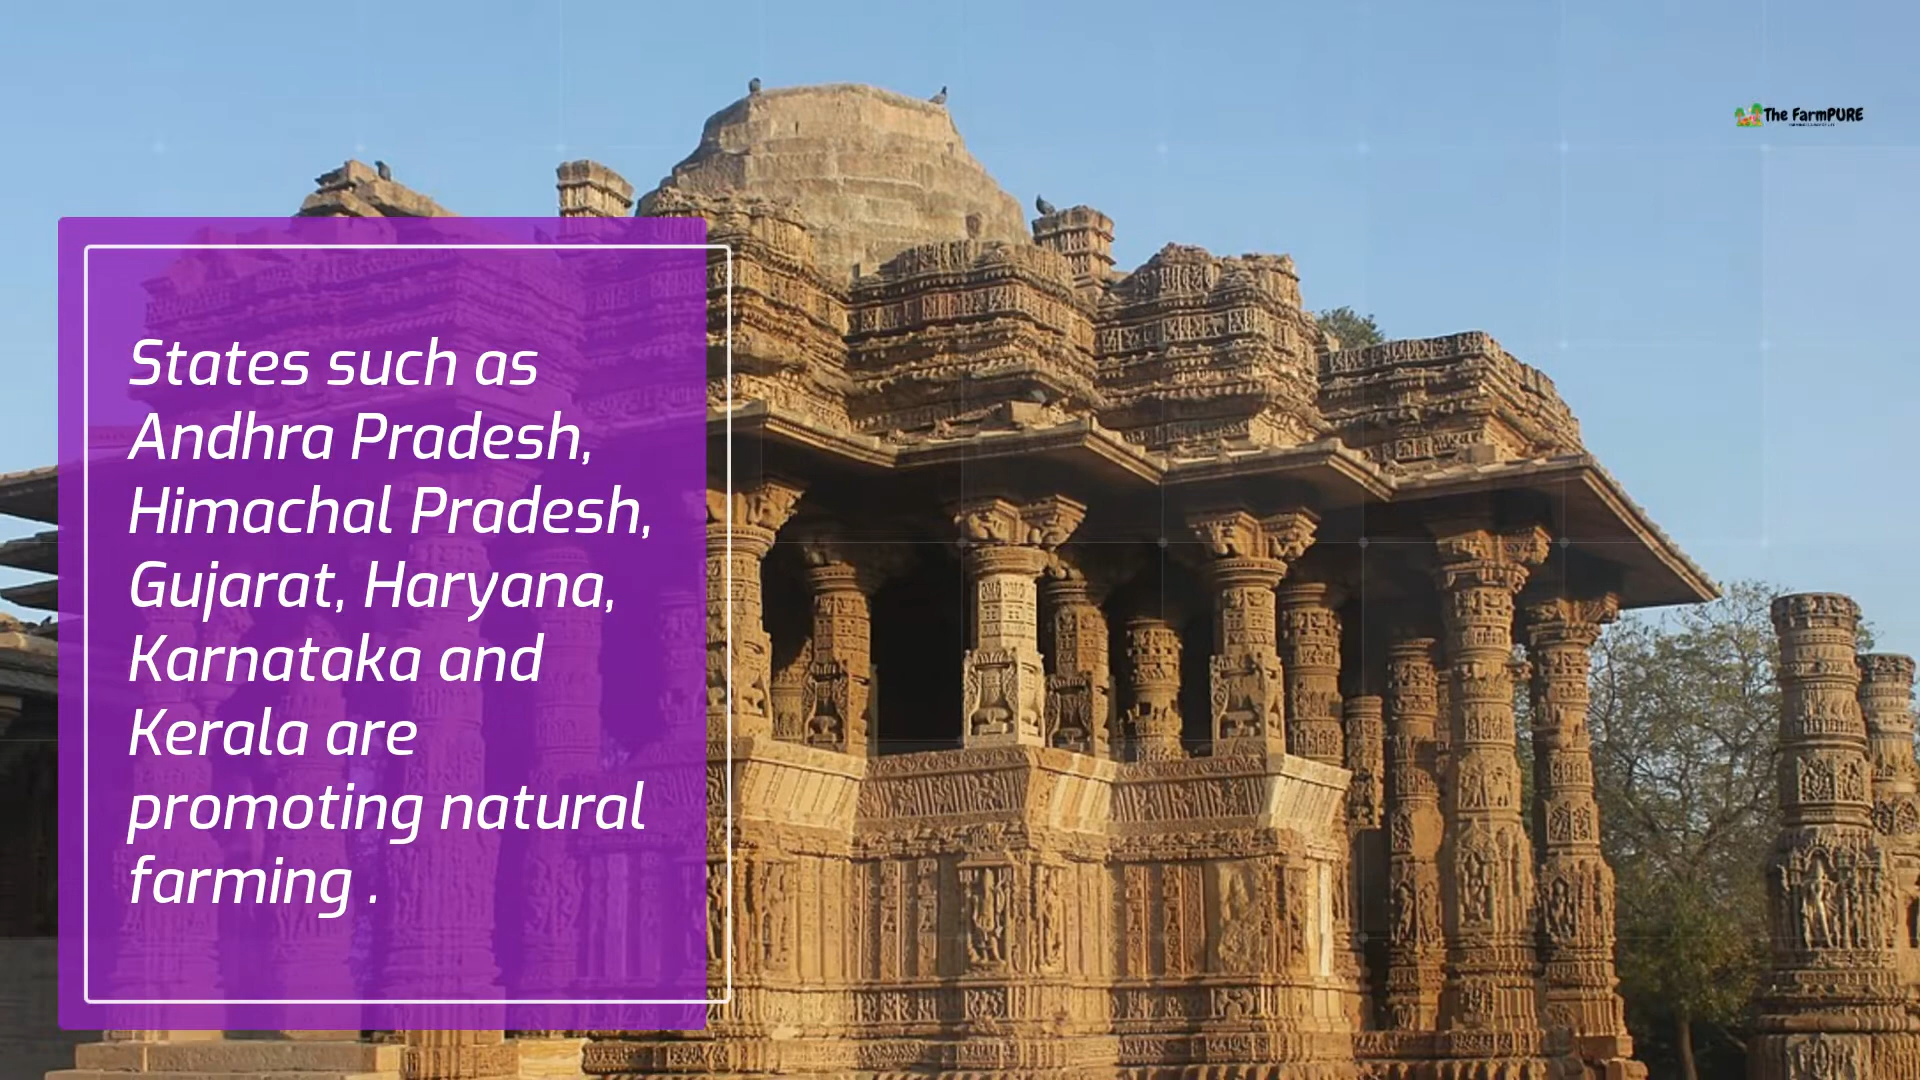 The FarmPURE
States such as
Andhra Pradesh,
Himachal Pradesh,
Gujarat, Haryana,
Karnataka and
Kerala are
promoting natural
farming .